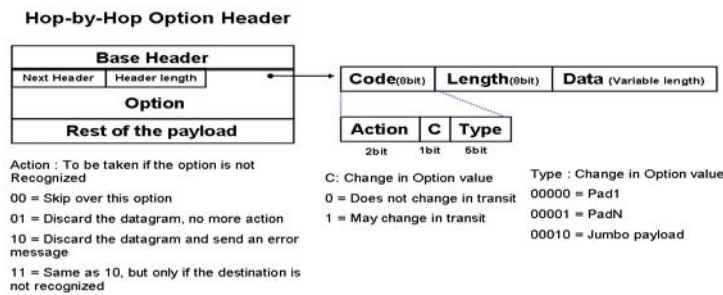 Hop-by-Hop Option Header
Base Header
Next Header Header length
Option
Rest of the payload
Code(8bit) Length(8bit) Data (Variable length)
Action C Type
2bit 1bit 5bit
Action : To be taken if the option is not
Recognized
00 = Skip over this option
01 = Discard the datagram, no more action
10 = Discard the datagram and send an error
message
11 = Same as 10, but only if the destination is
not recognized
C: Change in Option value
0 = Does not change in transit
1 = May change in transit
Type : Change in Option value
00000 = Pad1
00001 = PadN
00010 = Jumbo payload